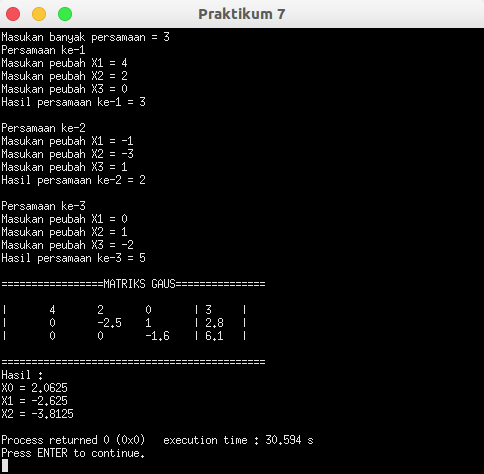 Praktikum 7
Masukan banyak persamaan = 3
Persamaan ke-1
Masukan peubah X1 = 4
Masukan peubah X2 = 2
Masukan peubah X3 = 0
Hasil persamaan ke-1 = 3
Persamaan ke-2
Masukan peubah X1 = -1
Masukan peubah X2 = -3
Masukan peubah X3 = 1
Hasil persamaan ke-2 = 2
Persamaan ke-3
Masukan peubah X1 = 0
Masukan peubah X2 = 1
Masukan peubah X3 = -2
Hasil persamaan ke-3 = 5
=================MATRIKS GAUS===============
| 4 2 0 | 3 |
| 0 -2.5 1 | 2.8 |
| 0 0 -1.6 | 6.1 |
============================================
Hasil :
X0 = 2.0625
X1 = -2.625
X2 = -3.8125
Process returned 0 (0x0) execution time : 30.594 s
Press ENTER to continue.